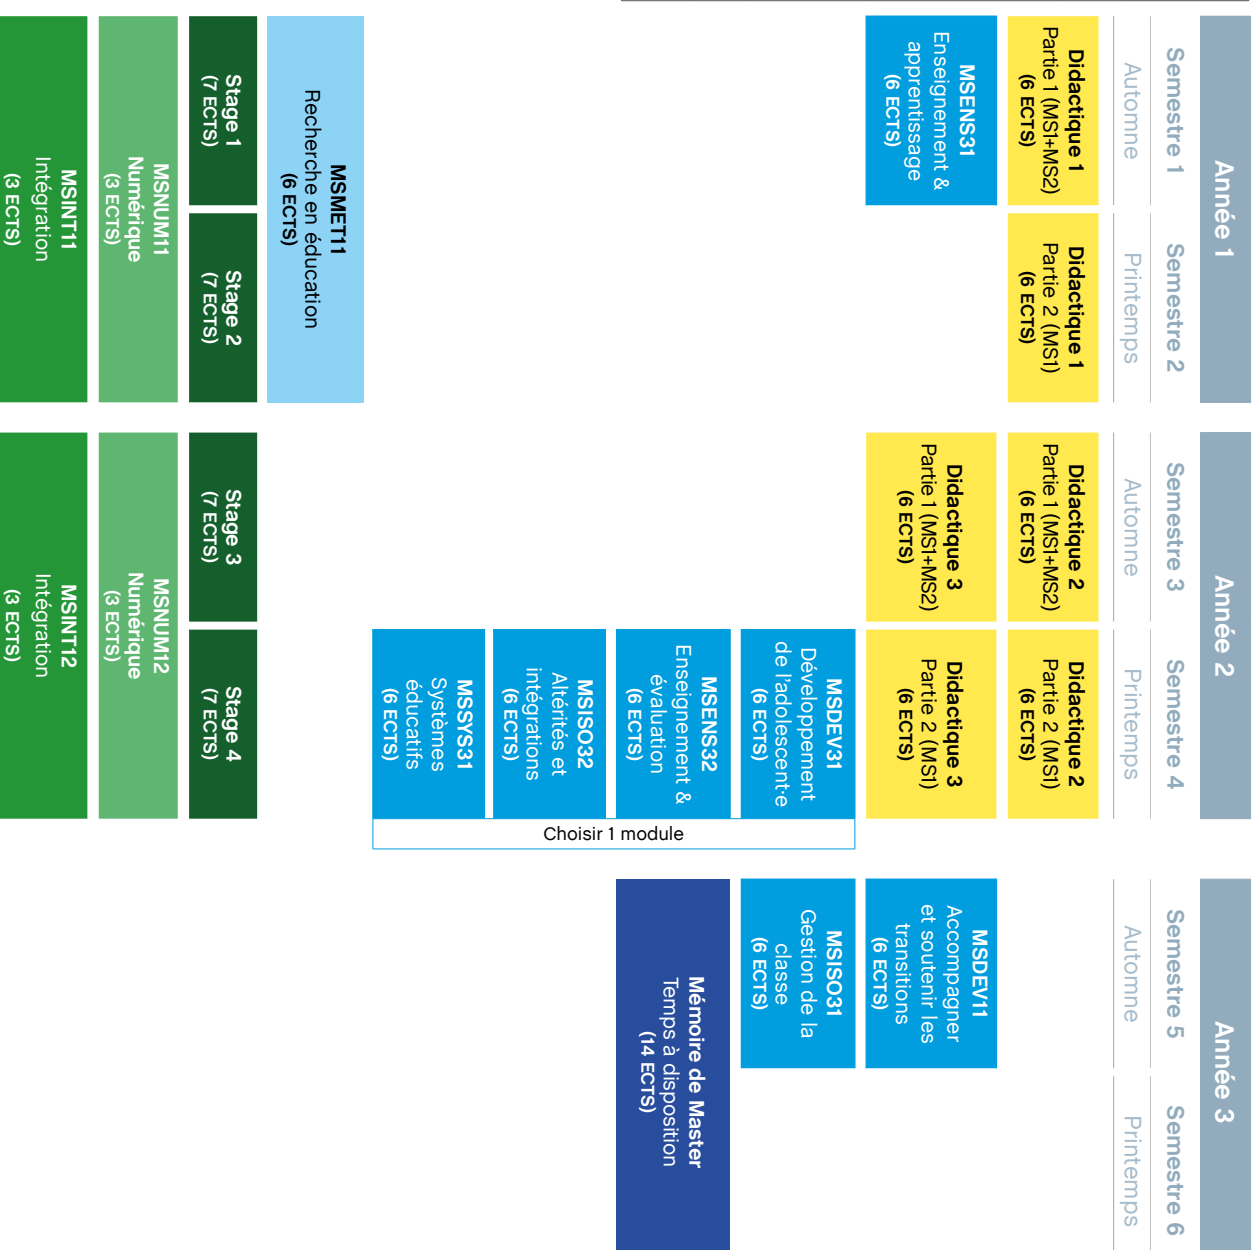 Année 1
Semestre 1
Automne
Semestre 2
Printemps
Didactique 1
Partie 1 (MS1+MS2)
(6 ECTS)
Didactique 1
Partie 2 (MS1)
(6 ECTS)
MSENS31
Enseignement &
apprentissage
(6 ECTS)
MSMET11
Recherche en éducation
(6 ECTS)
Stage 1
(7 ECTS)
Stage 2
(7 ECTS)
MSNUM11
Numérique
(3 ECTS)
MSINT11
Intégration
(3 ECTS)
Année 2
Semestre 3
Automne
Semestre 4
Printemps
Didactique 2
Partie 1 (MS1+MS2)
(6 ECTS)
Didactique 2
Partie 2 (MS1)
(6 ECTS)
Didactique 3
Partie 1 (MS1+MS2)
(6 ECTS)
Didactique 3
Partie 2 (MS1)
(6 ECTS)
MSDEV31
Développement
de l'adolescent·e
(6 ECTS)
MSENS32
Enseignement &
évaluation
(6 ECTS)
MSISO32
Altérités et
intégrations
(6 ECTS)
MSSYS31
Systèmes
éducatifs
(6 ECTS)
Choisir 1 module
Stage 3
(7 ECTS)
Stage 4
(7 ECTS)
MSNUM12
Numérique
(3 ECTS)
MSINT12
Intégration
(3 ECTS)
Année 3
Semestre 5
Automne
Semestre 6
Printemps
MSDEV11
Accompagner
et soutenir les
transitions
(6 ECTS)
MSISO31
Gestion de la
classe
(6 ECTS)
Mémoire de Master
Temps à disposition
(14 ECTS)